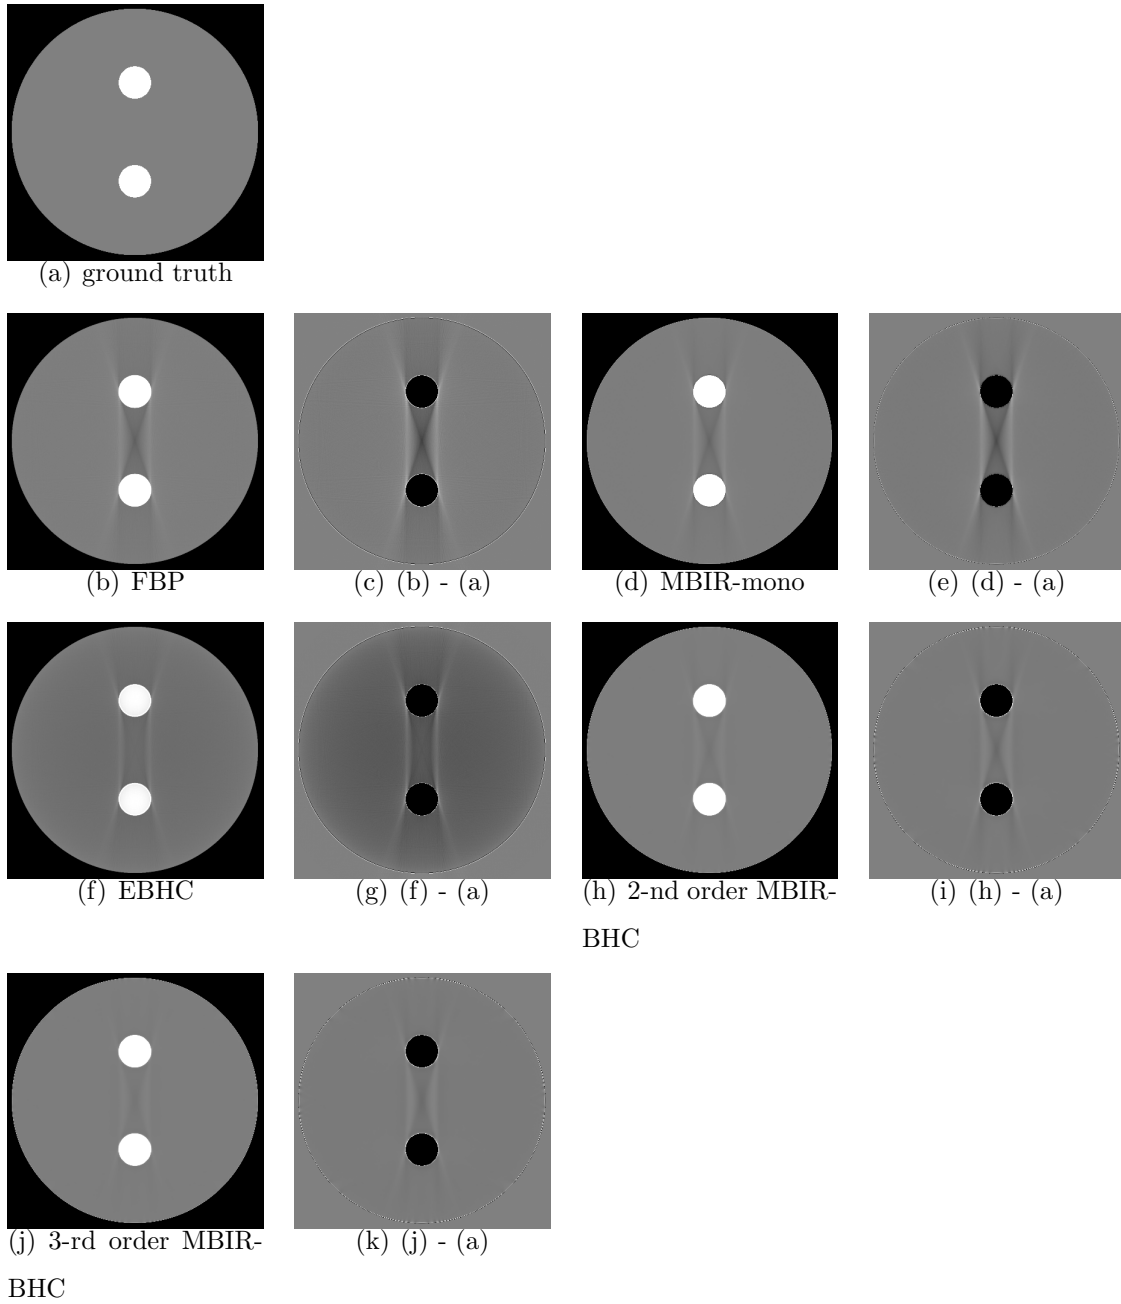 (a) ground truth
(b) FBP
(c) (b) - (a)
(d) MBIR-mono
(e) (d) - (a)
(f) EBHC
(g) (f) - (a)
(h) 2-nd order MBIR-
BHC
(i) (h) - (a)
(j) 3-rd order MBIR-
BHC
(k) (j) - (a)